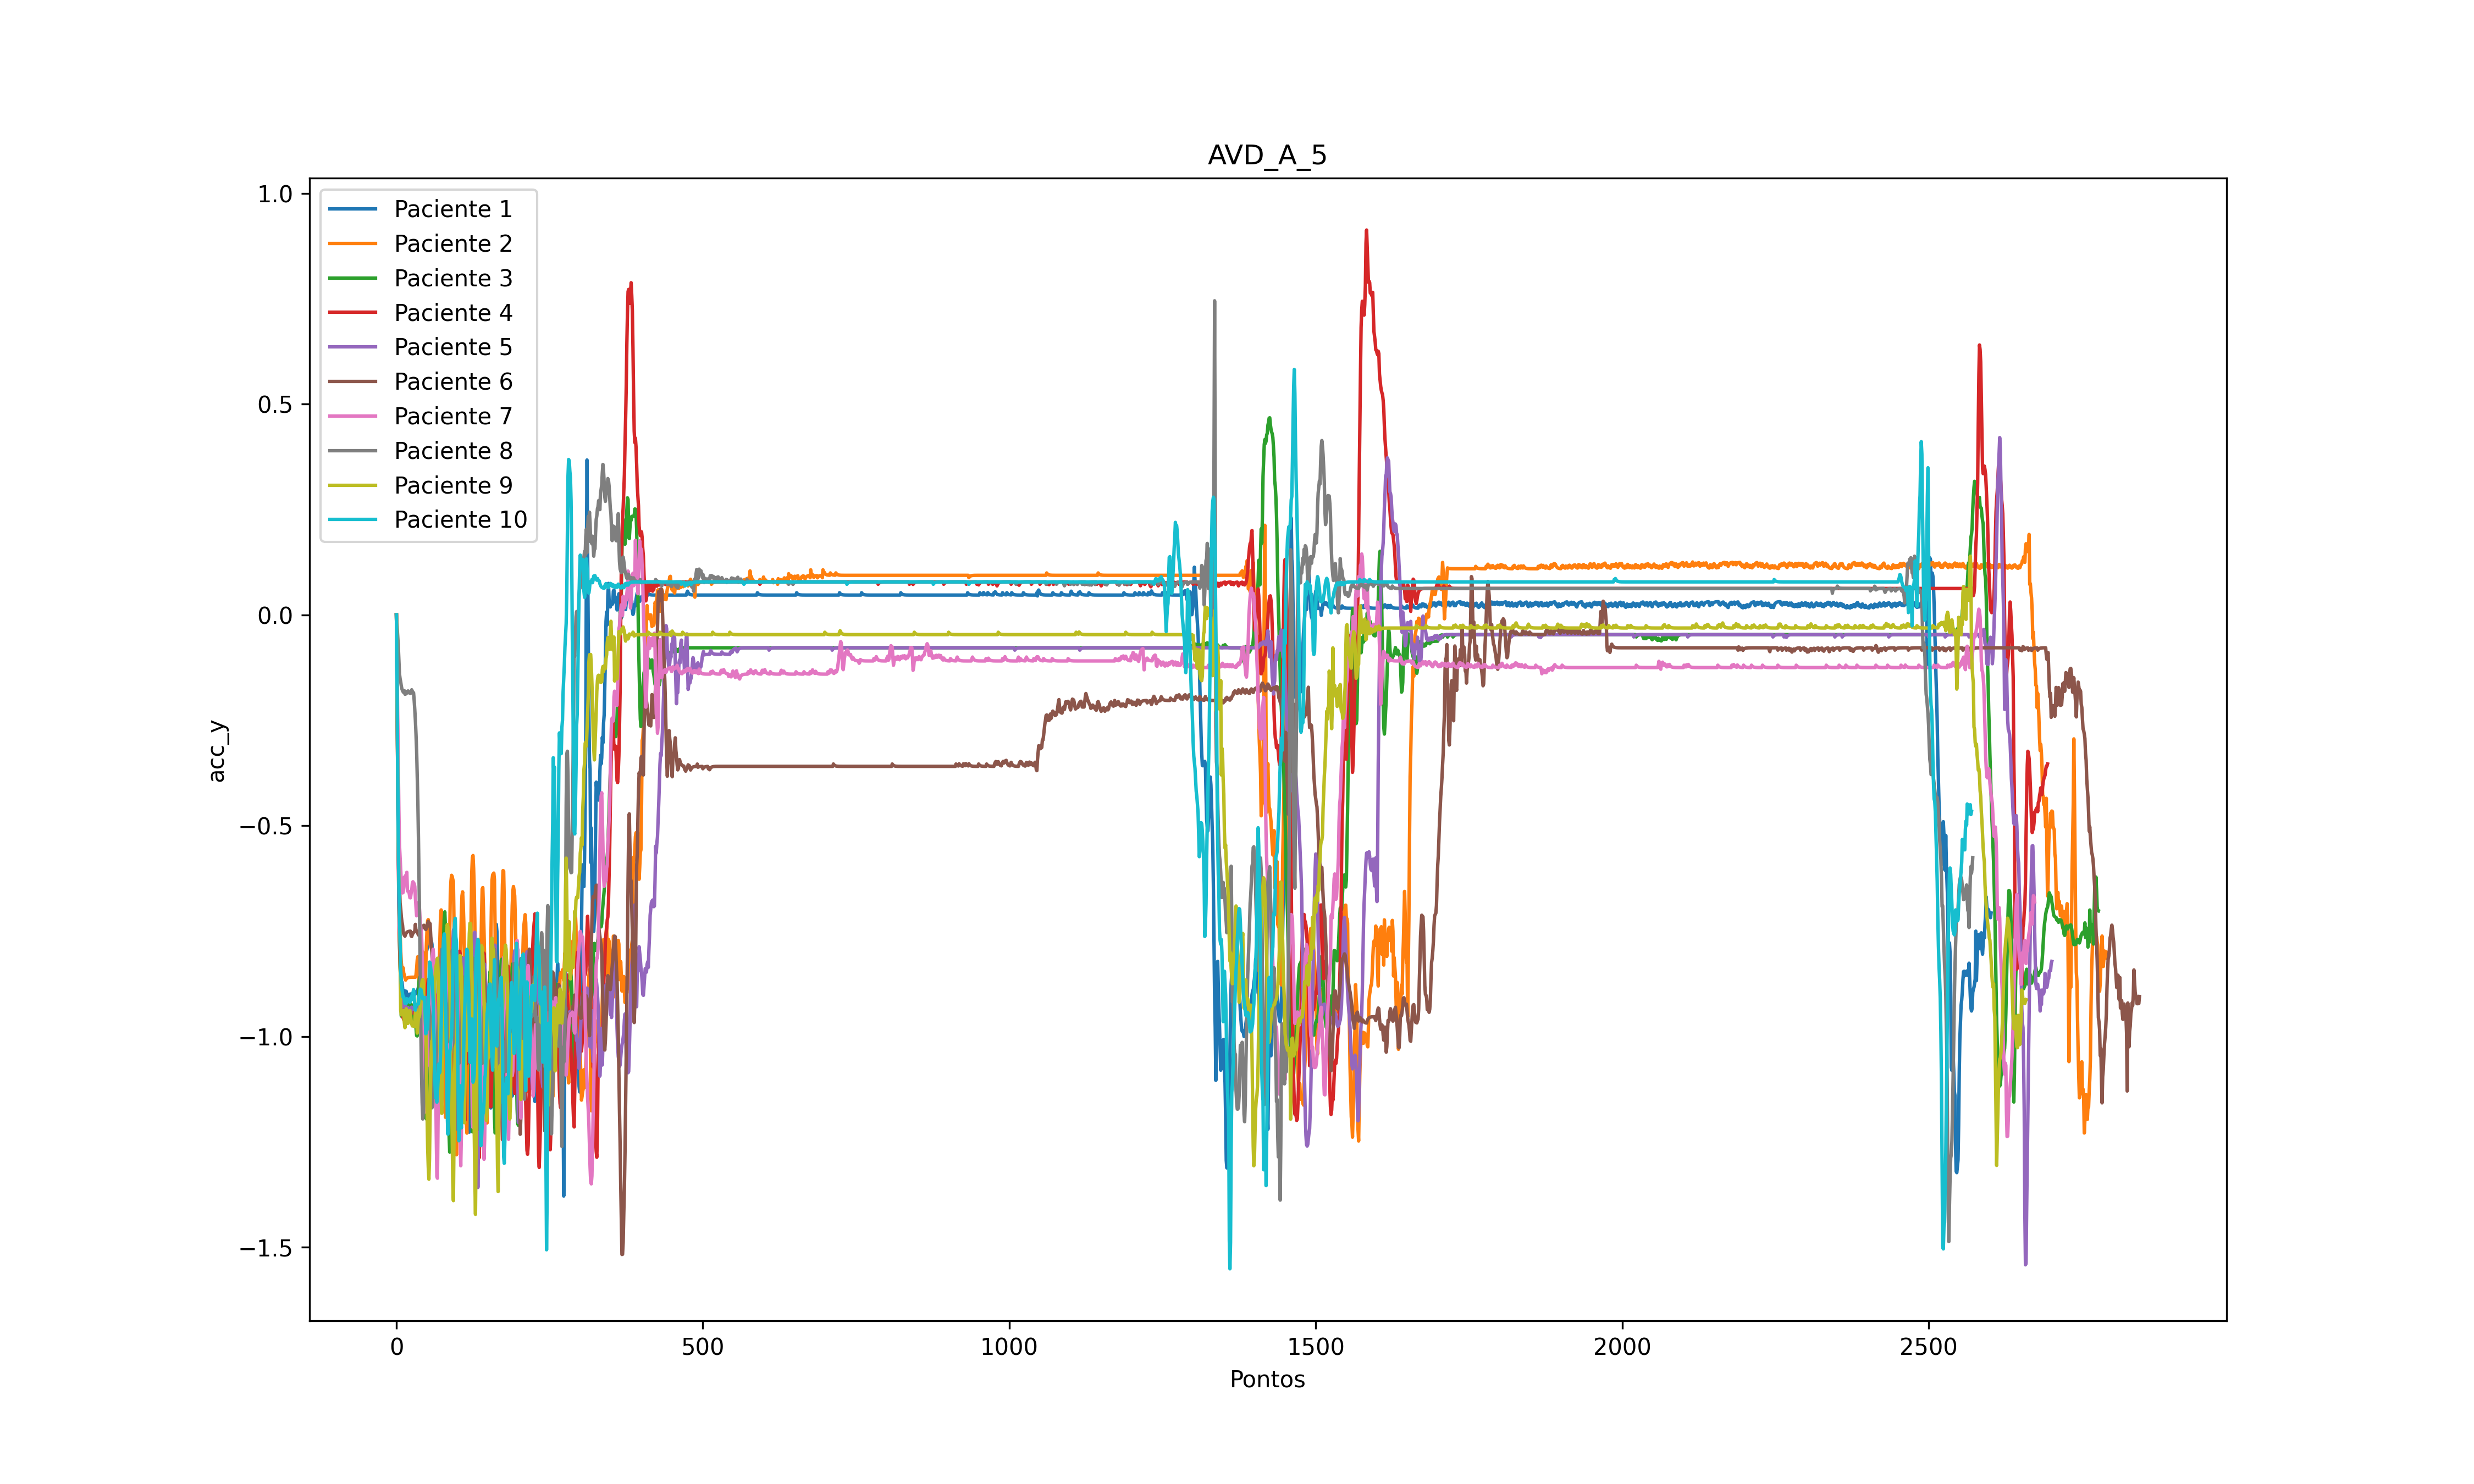 AVD_A_5
1.0
0.5
0.0
−0.5
−1.0
−1.5
acc_y
Paciente 1
Paciente 2
Paciente 3
Paciente 4
Paciente 5
Paciente 6
Paciente 7
Paciente 8
Paciente 9
Paciente 10
0 500 1000 1500 2000 2500
Pontos